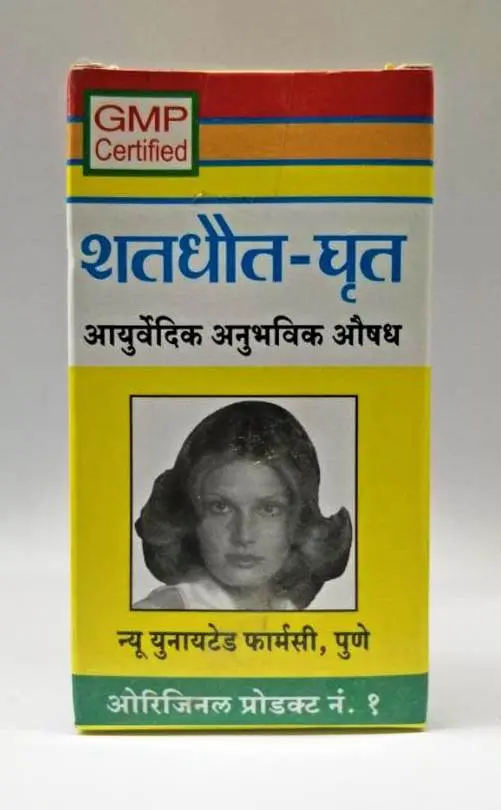 GMP
Certified
शतधौत-घृत
आयुर्वेदिक अनुभविक औषध
न्यू युनायटेड फार्मसी, पुणे
ओरिजिनल प्रोडक्ट नं. १